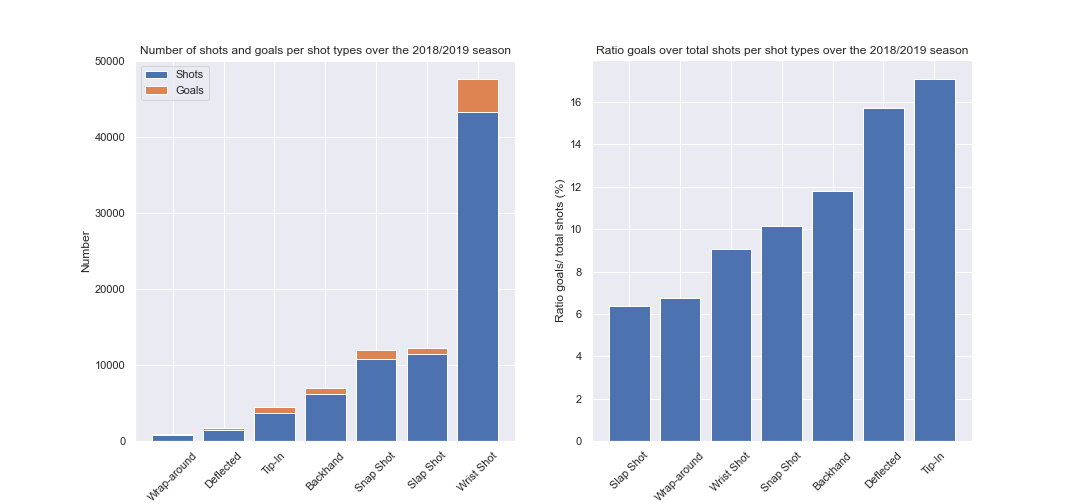 Number of shots and goals per shot types over the 2018/2019 season
50000
40000
30000
20000
10000
0
Number
Shots
Goals
Wrap-around
Deflected
Tip-In
Backhand
Snap Shot
Slap Shot
Wrist Shot
Ratio goals over total shots per shot types over the 2018/2019 season
16
14
12
10
8
6
4
2
0
Ratio goals/ total shots (%)
Slap Shot
Wrap-around
Wrist Shot
Snap Shot
Backhand
Deflected
Tip-In